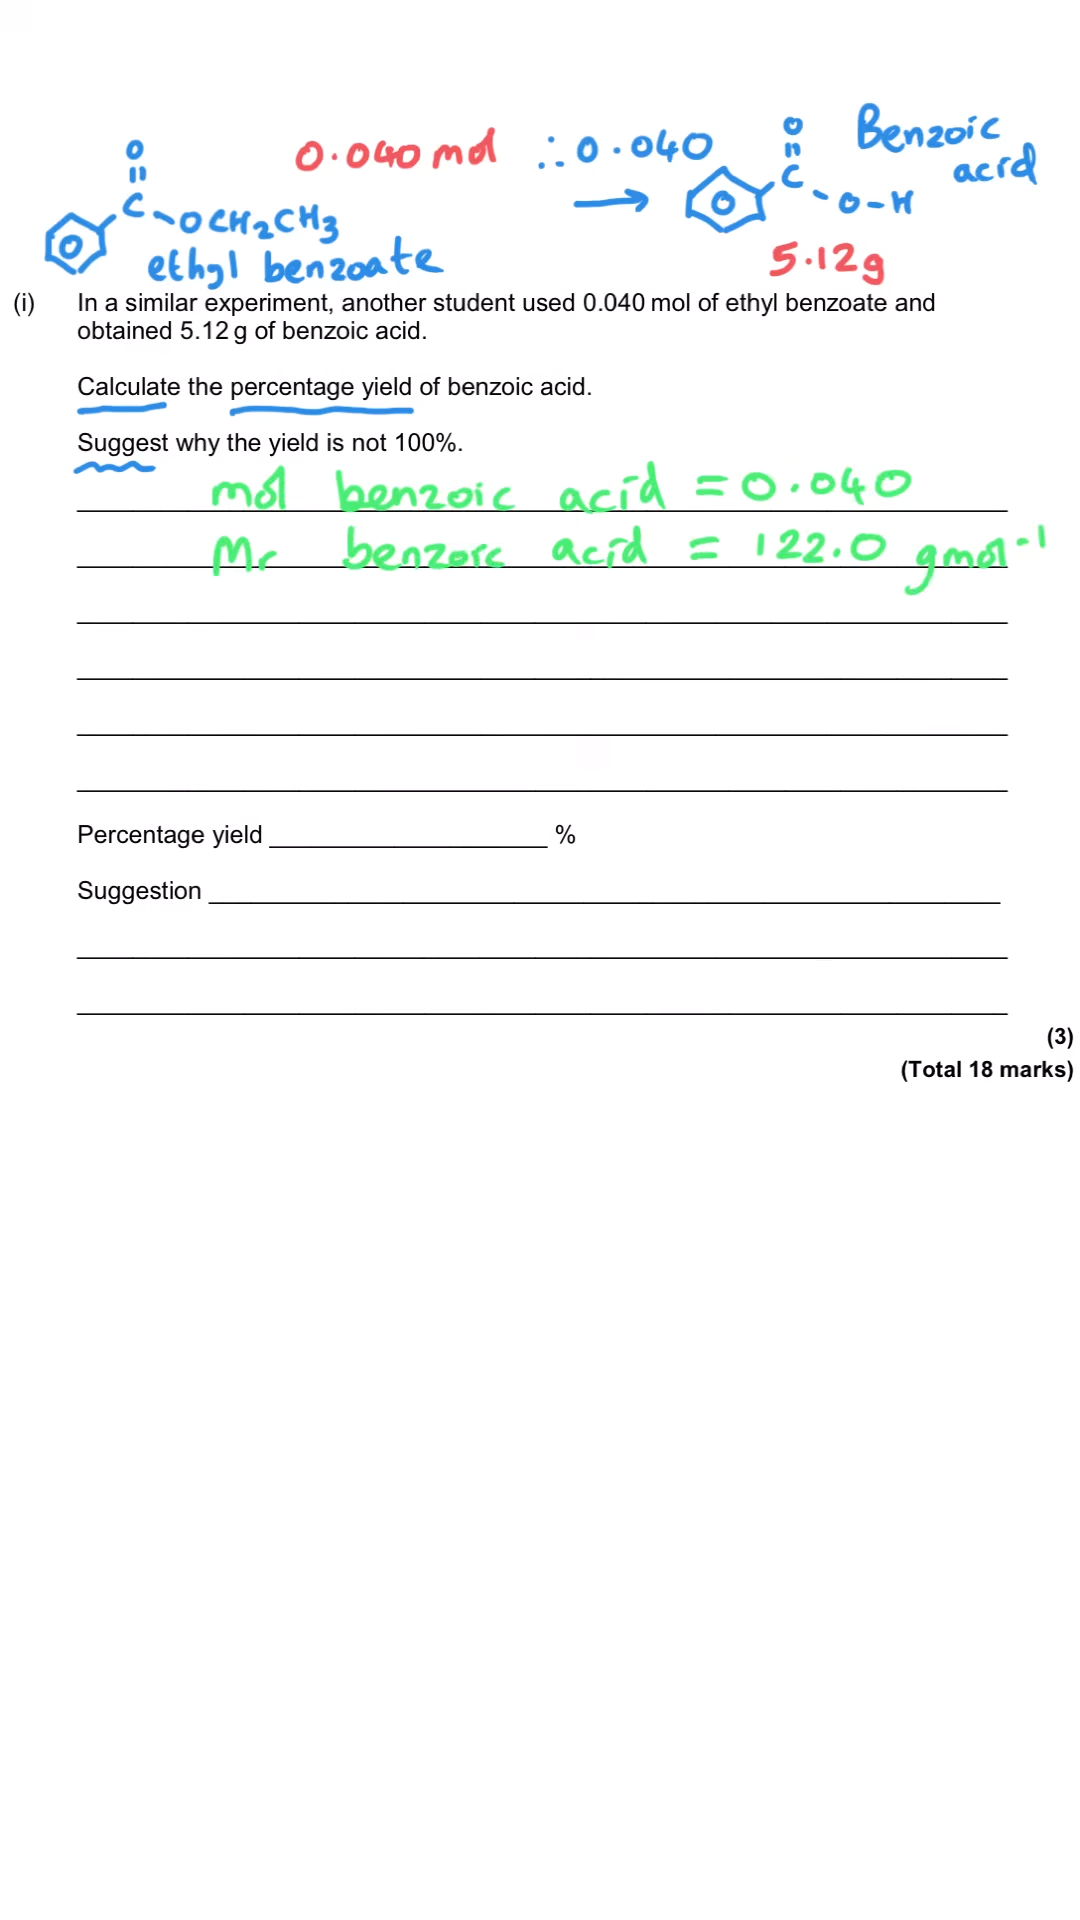 O
||
C
OCH₂CH₃
ethyl benzoate
0.040 mol ∴ 0.040
→
O
||
C
O-H
Benzoic
acid
5.12g
(i) In a similar experiment, another student used 0.040 mol of ethyl benzoate and
obtained 5.12 g of benzoic acid.
Calculate the percentage yield of benzoic acid.
Suggest why the yield is not 100%.
mol benzoic acid = 0.040
Mr benzoic acid = 122.0 gmol⁻¹
Percentage yield ____________________ %
Suggestion ____________________
(3)
(Total 18 marks)